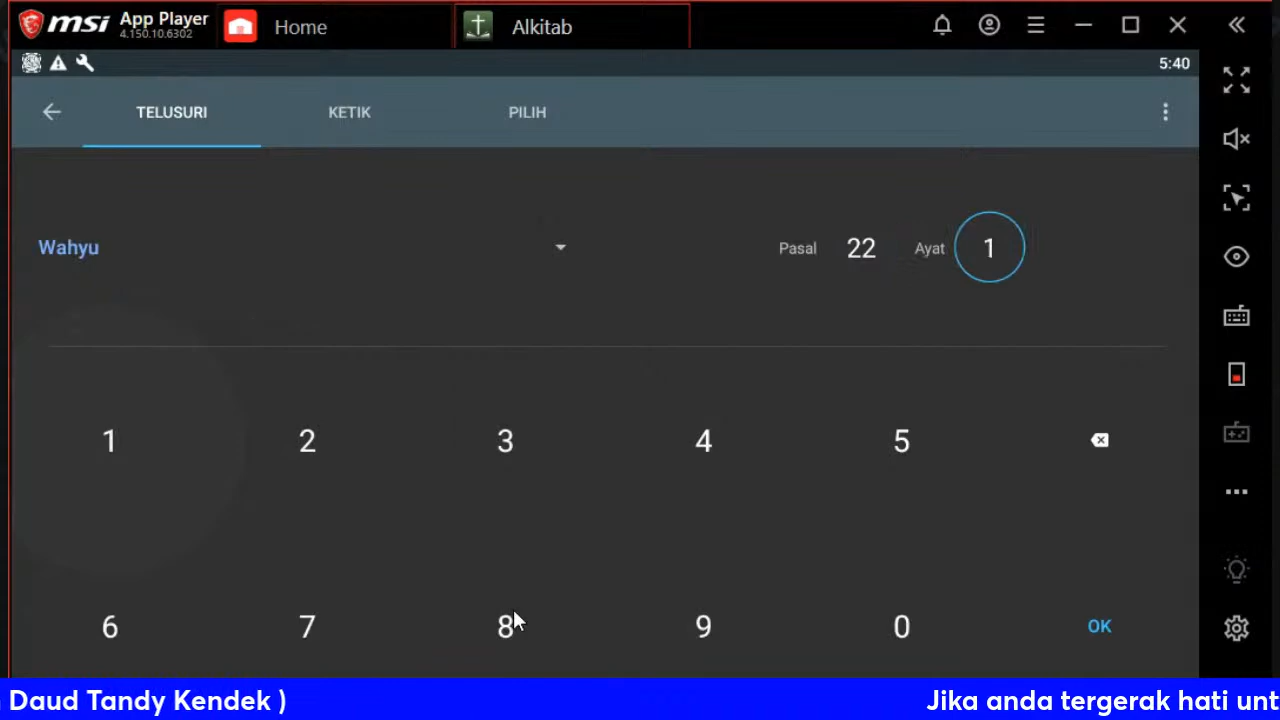 msi App Player
4.150.10.6302
Home
Alkitab
5:40
TELUSURI KETIK PILIH
Wahyu
Pasal 22 Ayat 1
1 2 3 4 5
6 7 8 9 0 OK
Daud Tandy Kendek ) Jika anda tergerak hati unt